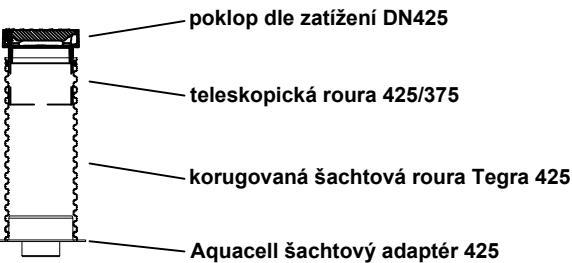 poklop dle zatížení DN425
teleskopická roura 425/375
korugovaná šachtová roura Tegra 425
Aquacell šachtový adaptér 425